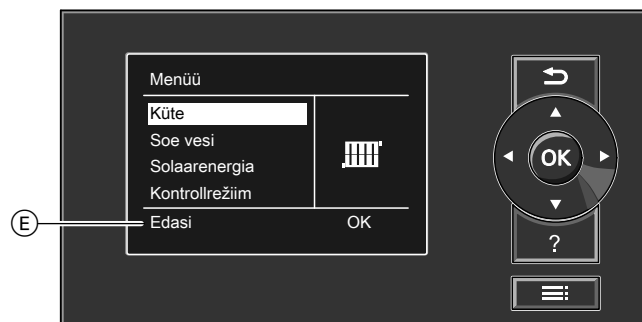 Menüü
Küte
Soe vesi
Solaarenergia
Kontrollrežiim
Edasi OK
E
OK
?